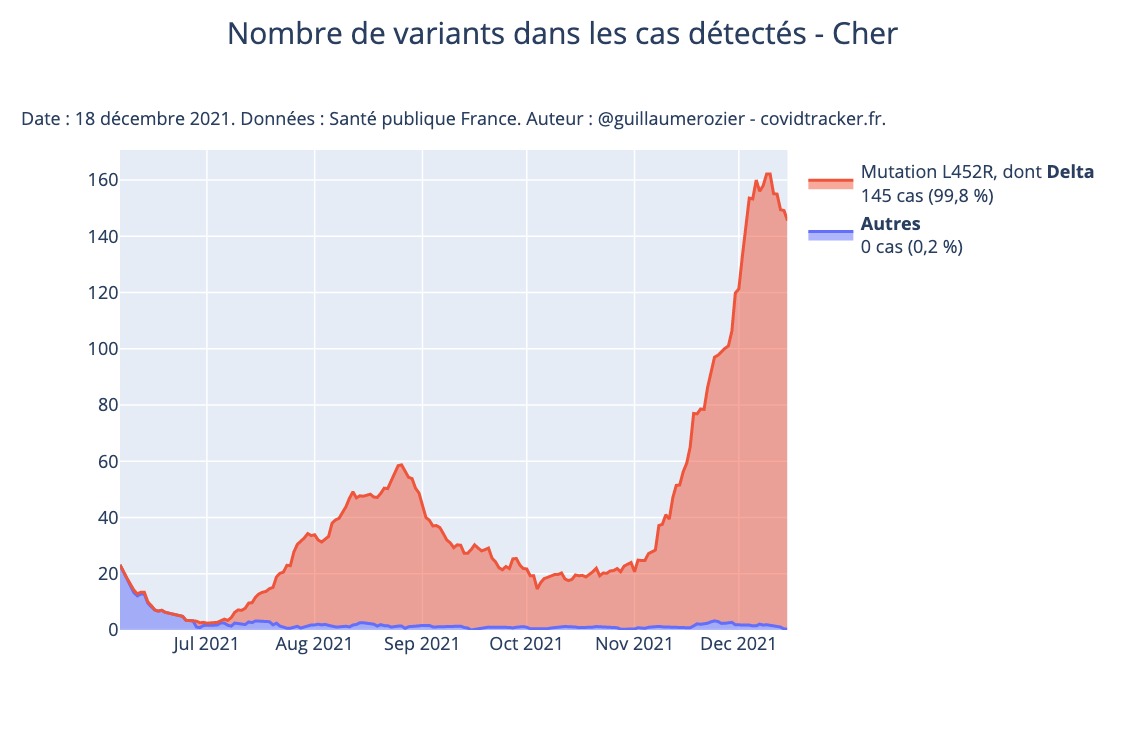 Nombre de variants dans les cas détectés - Cher
Date : 18 décembre 2021. Données : Santé publique France. Auteur : @guillaumerozier - covidtracker.fr.
Mutation L452R, dont Delta
145 cas (99,8 %)
Autres
0 cas (0,2 %)
160
140
120
100
80
60
40
20
0
Jul 2021
Aug 2021
Sep 2021
Oct 2021
Nov 2021
Dec 2021